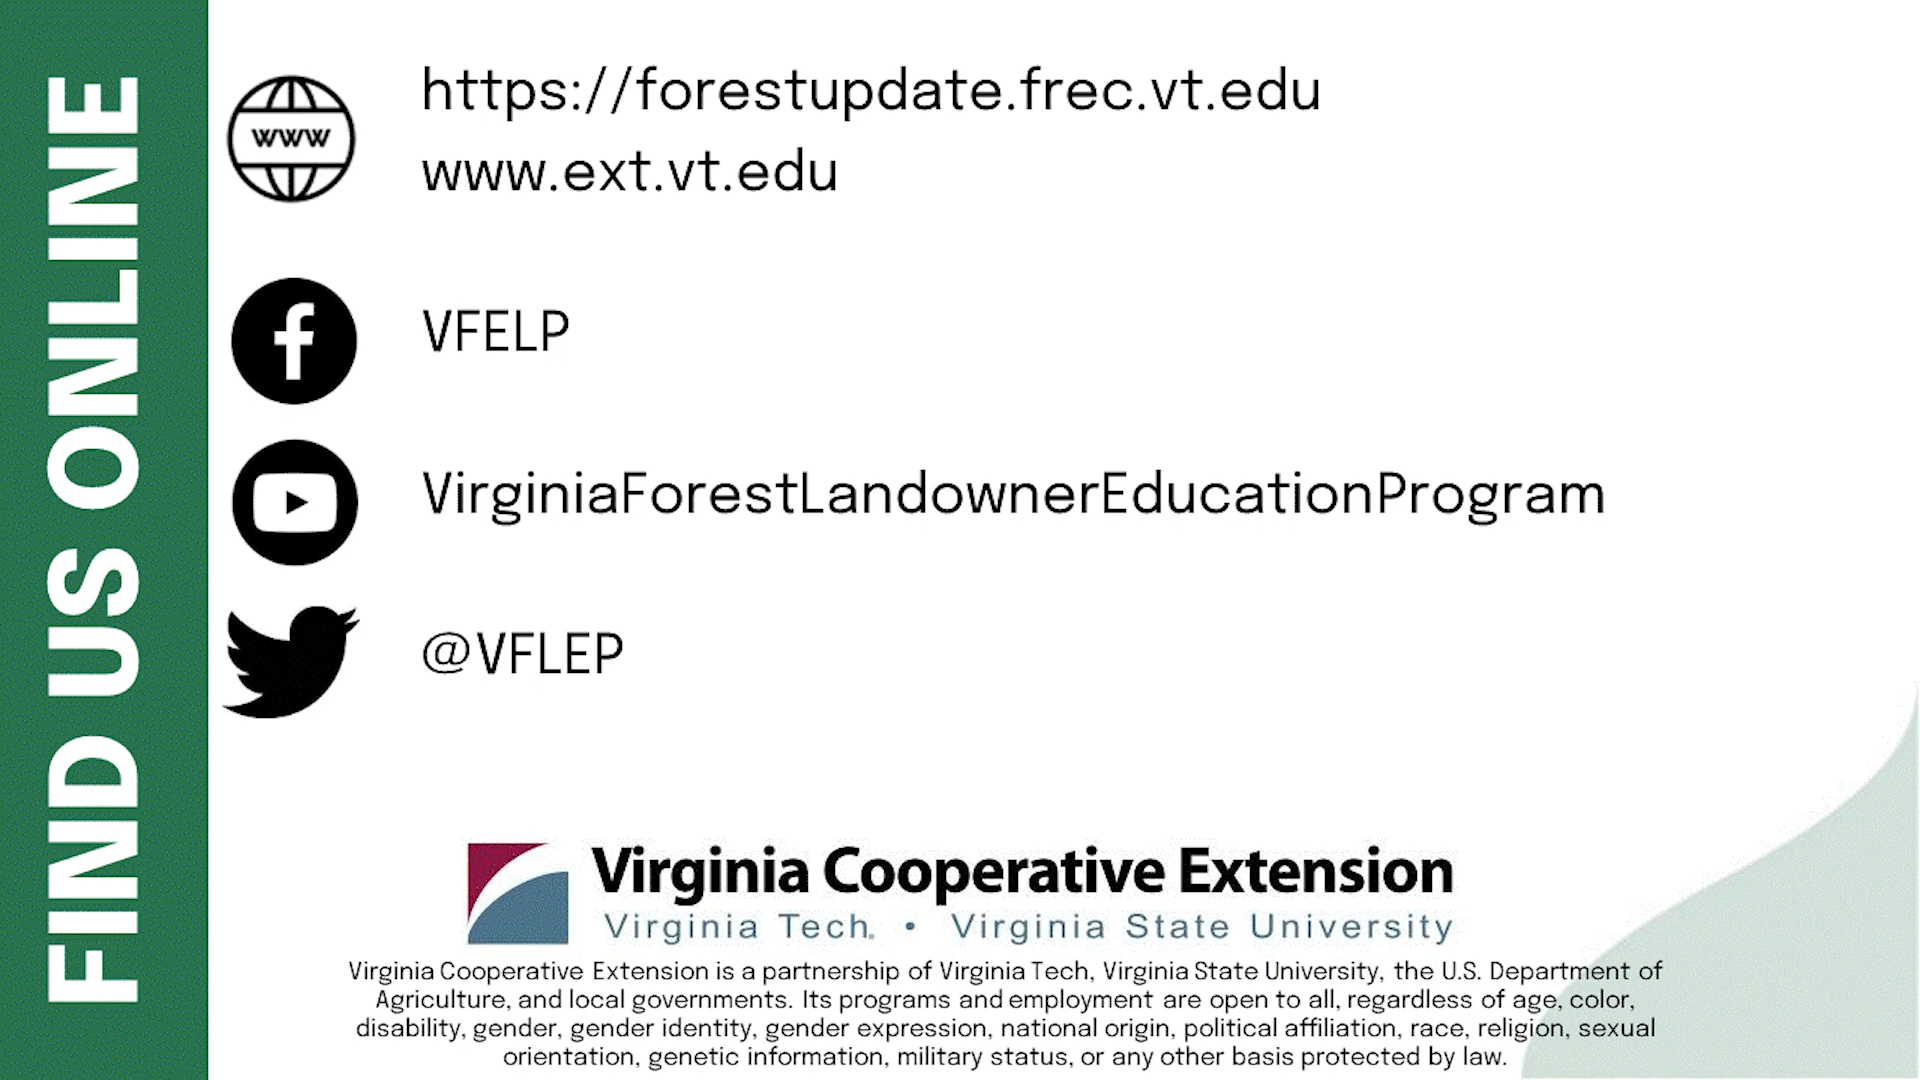 FIND US ONLINE
www
https://forestupdate.frec.vt.edu
www.ext.vt.edu
VFELP
VirginiaForestLandownerEducationProgram
@VFLEP
Virginia Cooperative Extension
Virginia Tech. • Virginia State University
Virginia Cooperative Extension is a partnership of Virginia Tech, Virginia State University, the U.S. Department of
Agriculture, and local governments. Its programs and employment are open to all, regardless of age, color,
disability, gender, gender identity, gender expression, national origin, political affiliation, race, religion, sexual
orientation, genetic information, military status, or any other basis protected by law.